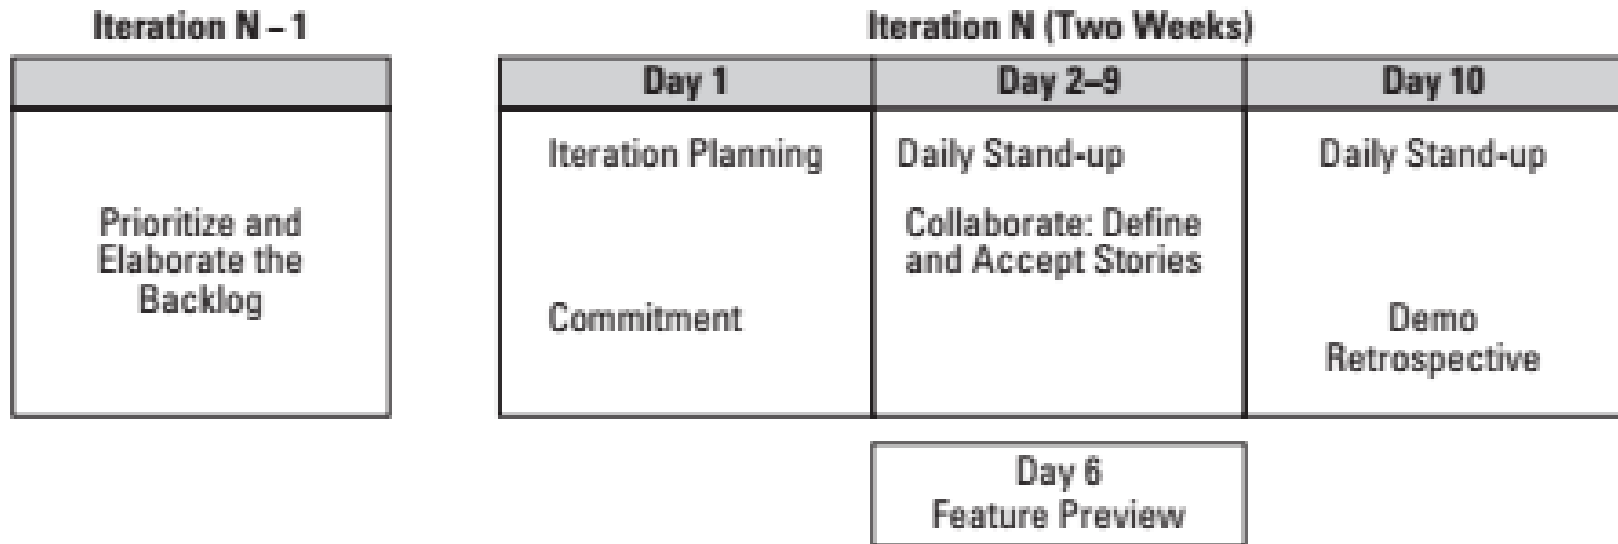 Iteration N – 1
Iteration N (Two Weeks)
Day 1
Day 2–9
Day 10
Prioritize and
Elaborate the
Backlog
Iteration Planning
Commitment
Daily Stand-up
Collaborate: Define
and Accept Stories
Daily Stand-up
Demo
Retrospective
Day 6
Feature Preview